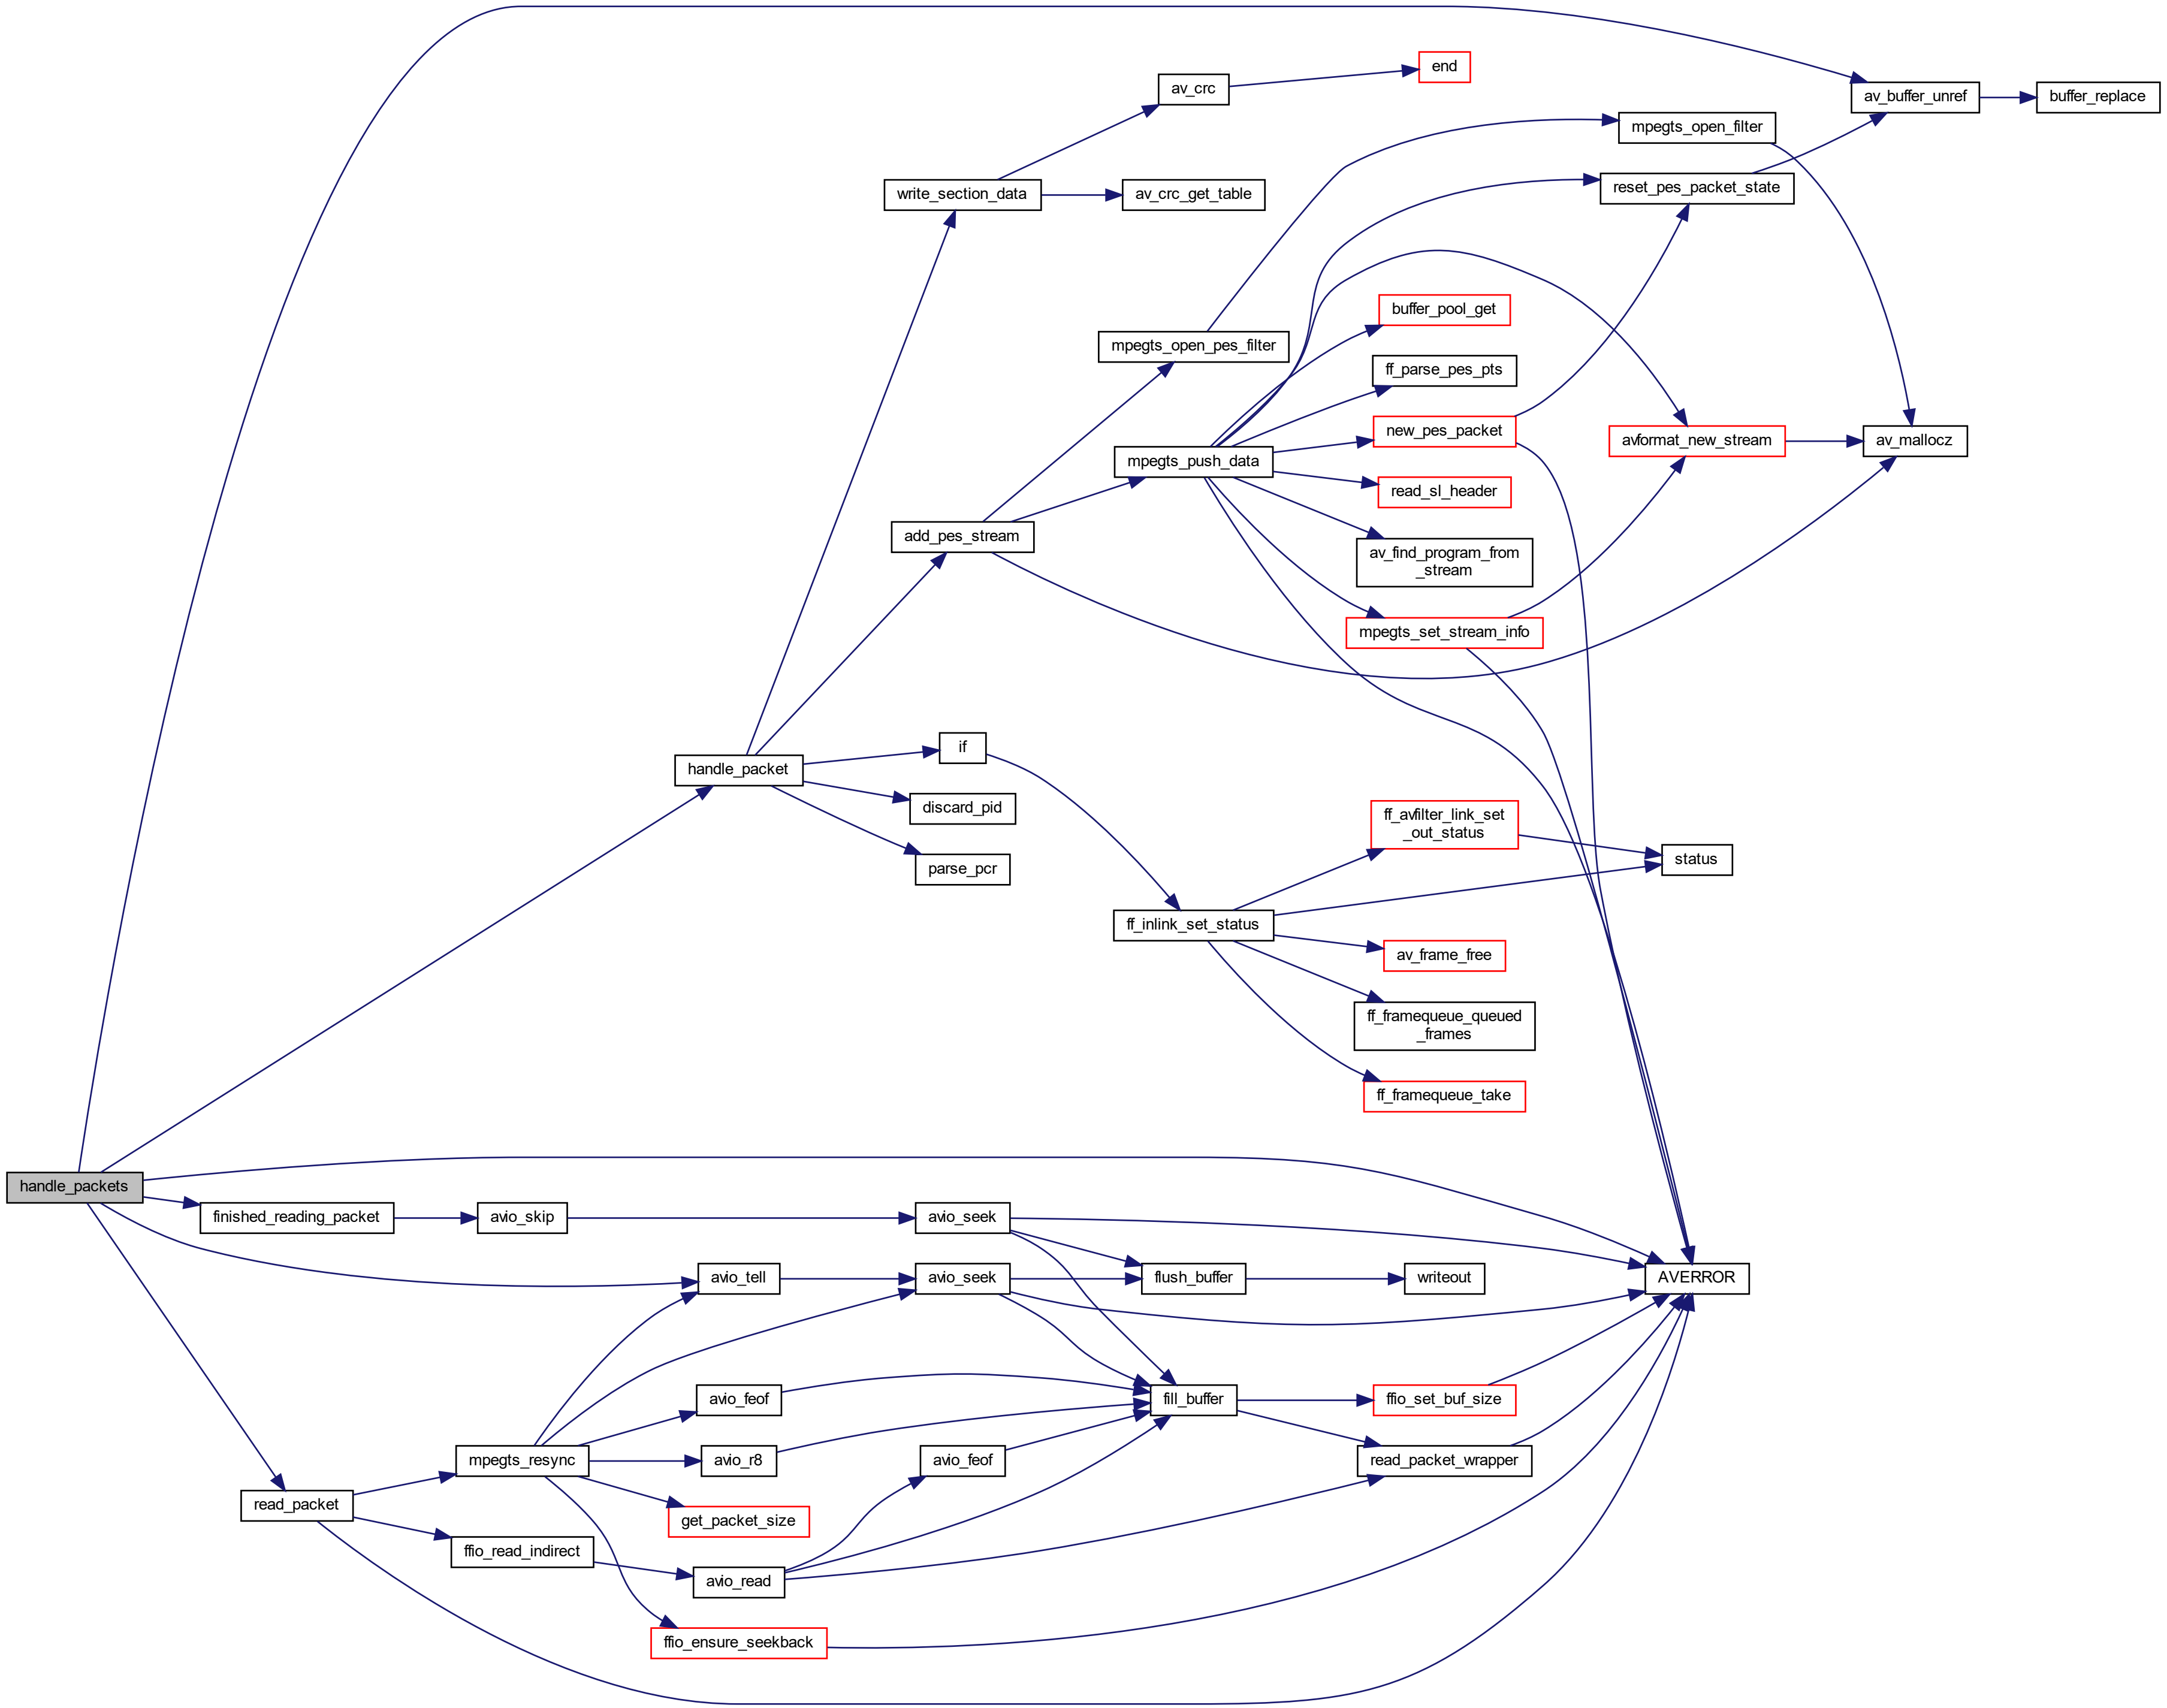 end
av_crc
av_buffer_unref
buffer_replace
mpegts_open_filter
write_section_data
av_crc_get_table
reset_pes_packet_state
buffer_pool_get
mpegts_open_pes_filter
ff_parse_pes_pts
new_pes_packet
avformat_new_stream
av_mallocz
mpegts_push_data
read_sl_header
add_pes_stream
av_find_program_from
_stream
mpegts_set_stream_info
if
handle_packet
discard_pid
ff_avfilter_link_set
_out_status
status
parse_pcr
ff_inlink_set_status
av_frame_free
ff_framequeue_queued
_frames
ff_framequeue_take
handle_packets
finished_reading_packet
avio_skip
avio_seek
avio_tell
avio_seek
flush_buffer
writeout
AVERROR
avio_feof
fill_buffer
ffio_set_buf_size
mpegts_resync
avio_r8
avio_feof
read_packet_wrapper
read_packet
get_packet_size
ffio_read_indirect
avio_read
ffio_ensure_seekback